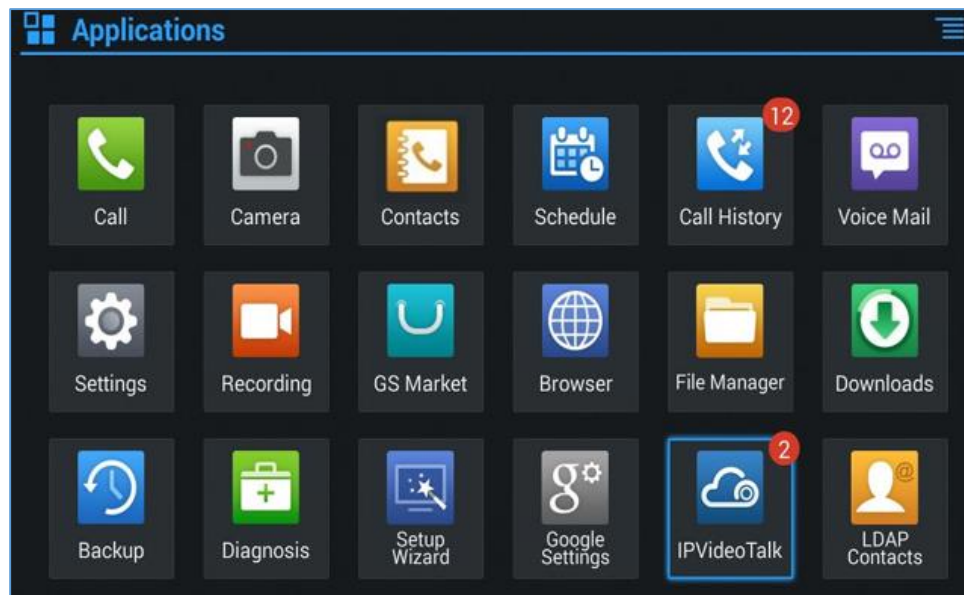 Applications
12
Call
Camera
Contacts
Schedule
Call History
Voice Mail
Settings
Recording
GS Market
Browser
File Manager
Downloads
2
g
@
Backup
Diagnosis
Setup
Wizard
Google
Settings
IPVideoTalk
LDAP
Contacts